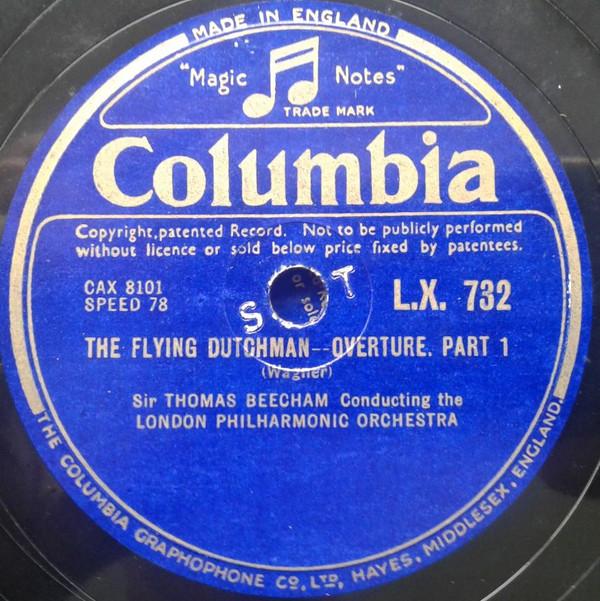 MADE IN ENGLAND
"Magic Notes"
TRADE MARK
Columbia
Copyright, patented Record. Not to be publicly performed
without licence or sold below price fixed by patentees.
CAX 8101
SPEED 78
L.X. 732
S T
or sol
THE FLYING DUTCHMAN--OVERTURE. PART 1
(Wagner)
Sir THOMAS BEECHAM Conducting the
LONDON PHILHARMONIC ORCHESTRA
THE COLUMBIA GRAPHOPHONE CO., LTD, HAYES, MIDDLESEX, ENGLAND.